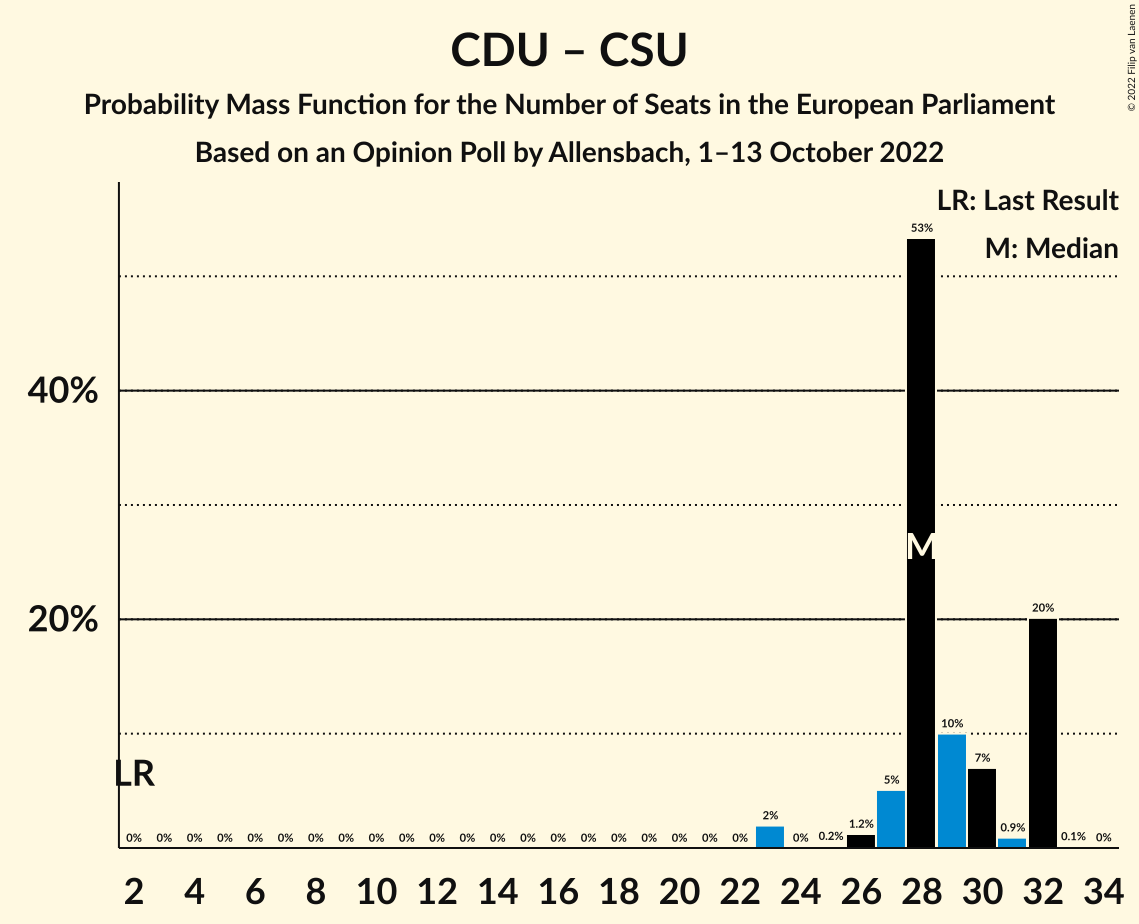 CDU – CSU
Probability Mass Function for the Number of Seats in the European Parliament
Based on an Opinion Poll by Allensbach, 1–13 October 2022
© 2022 Filip van Laenen
LR: Last Result
M: Median
53%
40%
M
20%
20%
10%
7%
LR
5%
2%
1.2%
0.9%
0% 0% 0% 0% 0% 0% 0% 0% 0% 0% 0% 0% 0% 0% 0% 0% 0% 0% 0% 0% 0% 0% 0.2% 0.1% 0%
2 4 6 8 10 12 14 16 18 20 22 24 26 28 30 32 34